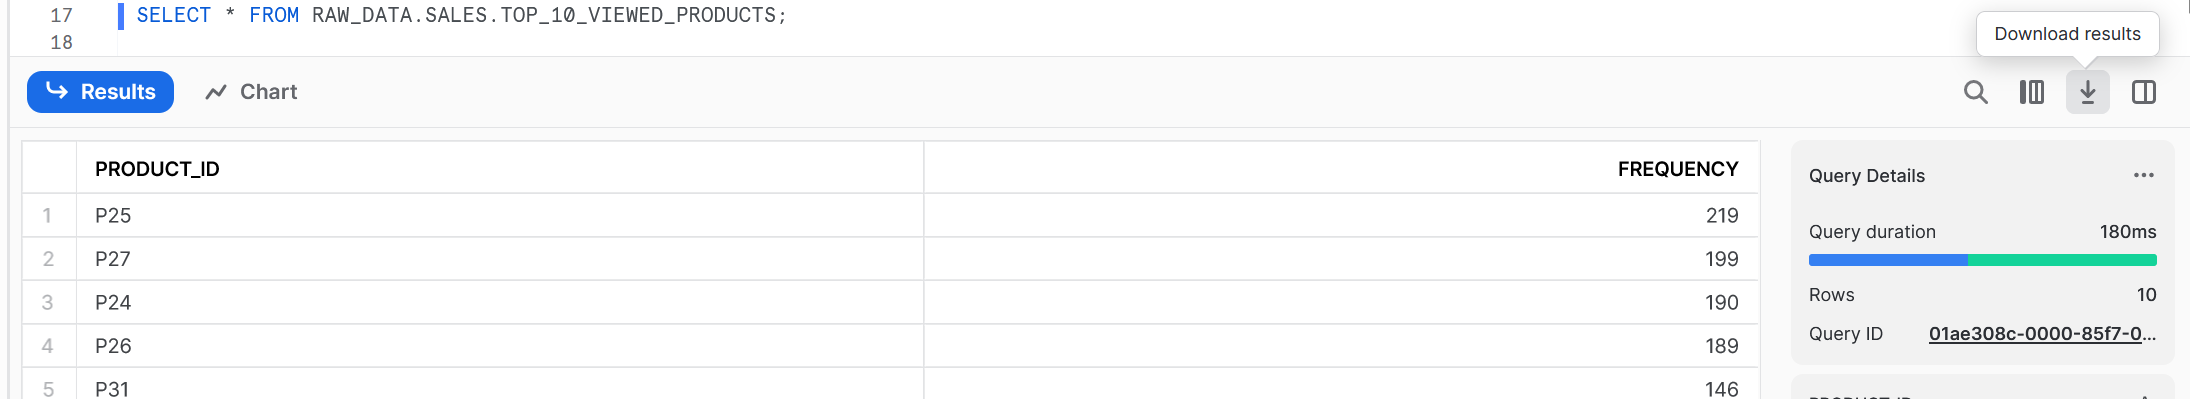 17 SELECT * FROM RAW_DATA.SALES.TOP_10_VIEWED_PRODUCTS;
18
Download results
Results Chart
PRODUCT_ID FREQUENCY
1 P25 219
2 P27 199
3 P24 190
4 P26 189
5 P31 146
Query Details ...
Query duration 180ms
Rows 10
Query ID 01ae308c-0000-85f7-0...